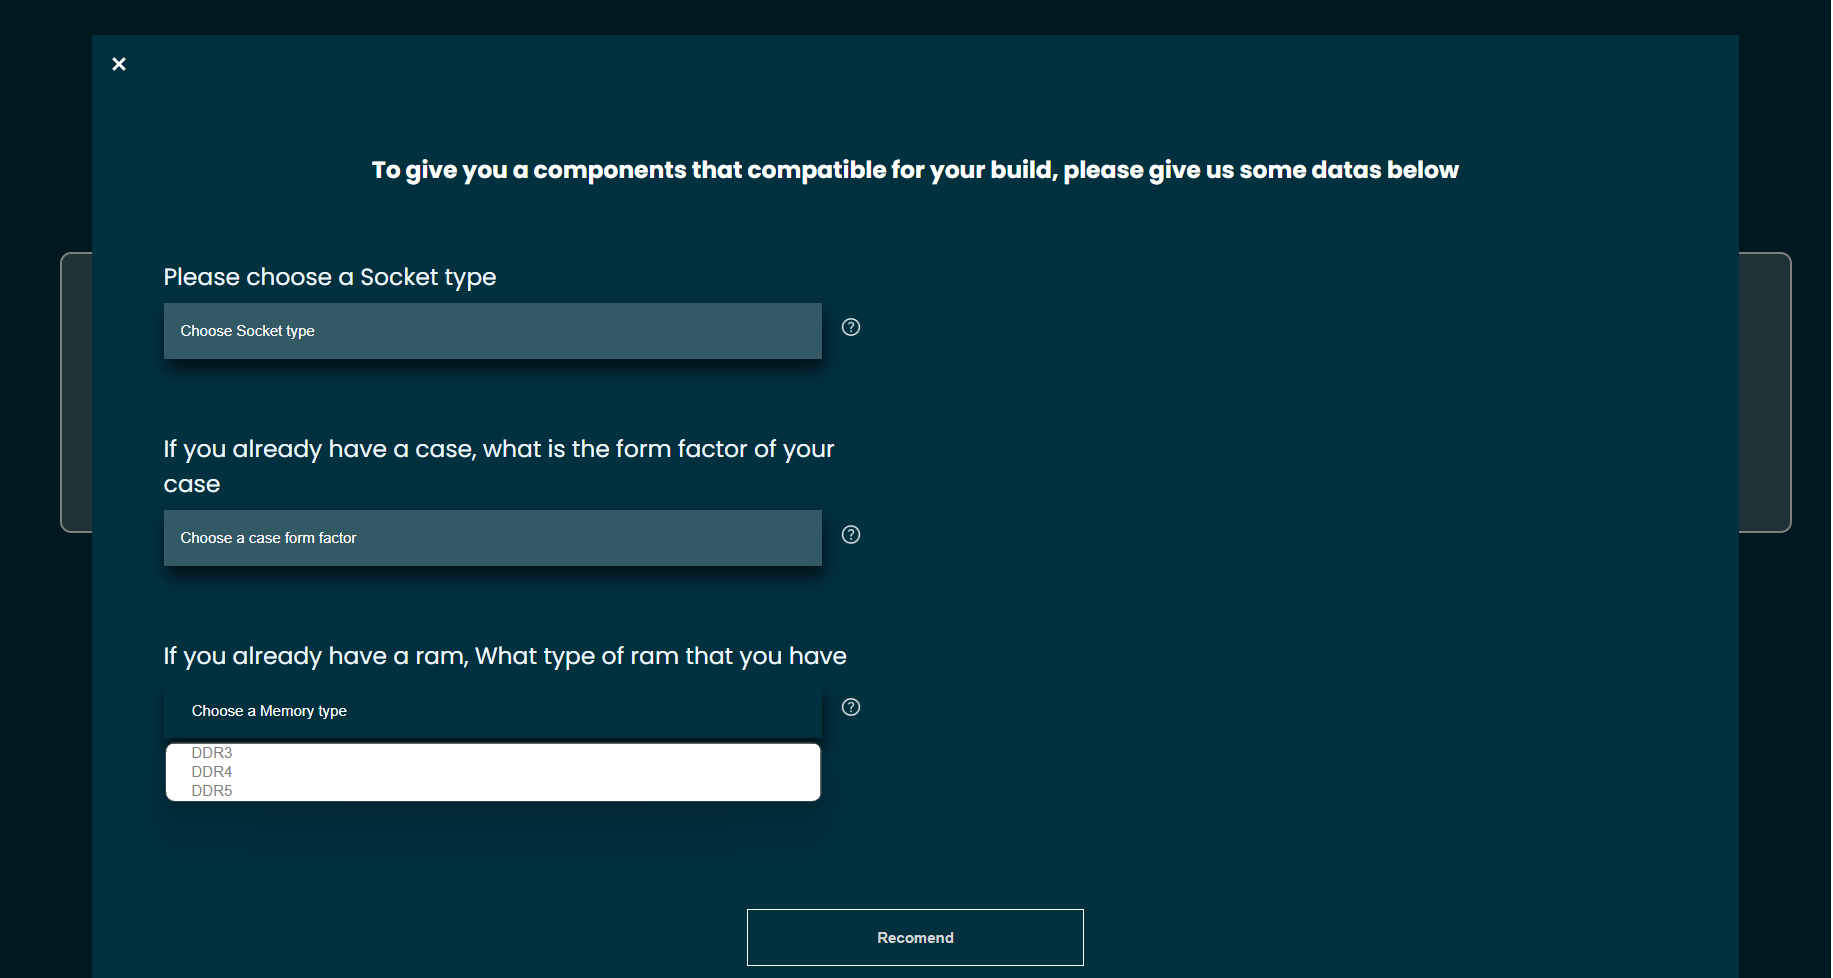 To give you a components that compatible for your build, please give us some datas below
Please choose a Socket type
Choose Socket type
If you already have a case, what is the form factor of your
case
Choose a case form factor
If you already have a ram, What type of ram that you have
Choose a Memory type
DDR3
DDR4
DDR5
Recomend